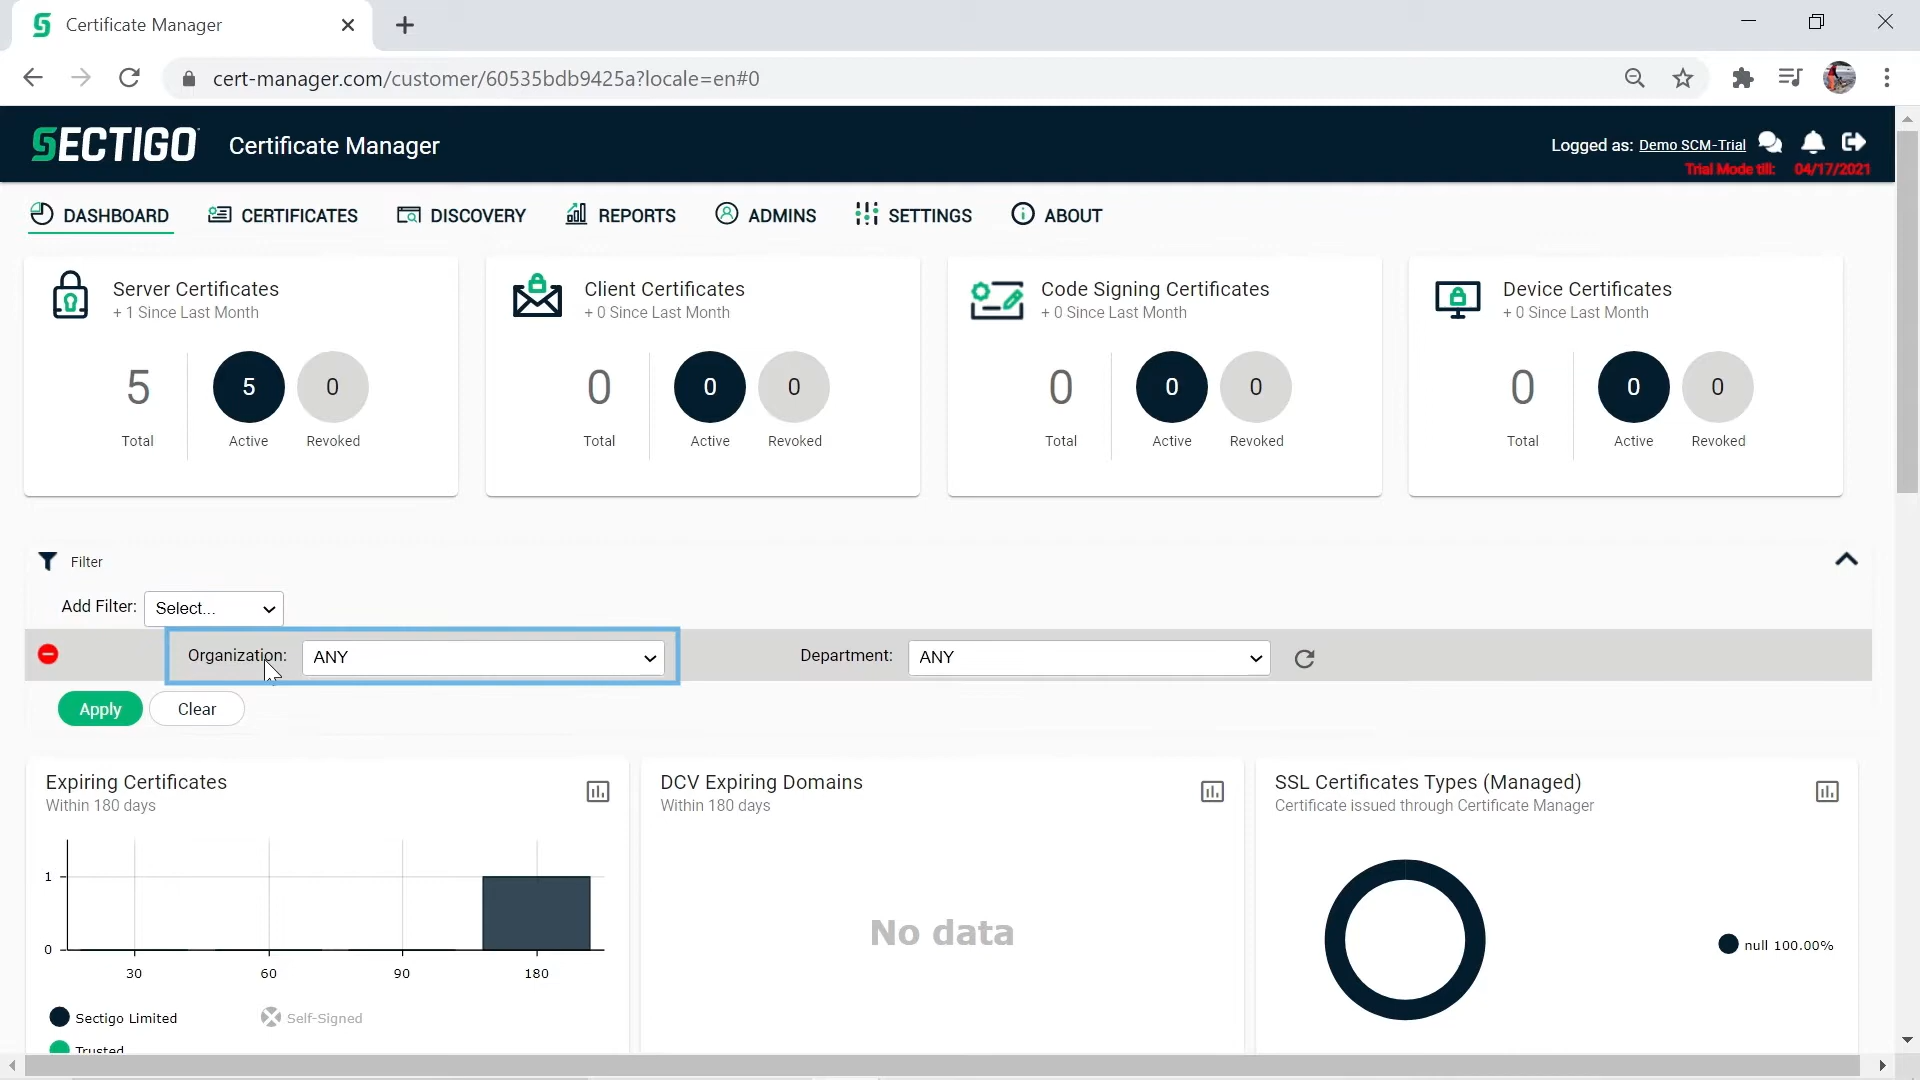 Certificate Manager
cert-manager.com/customer/60535bdb9425a?locale=en#0
SECTIGO Certificate Manager
Logged as: Demo SCM-Trial
Trial Mode till: 04/17/2021
DASHBOARD CERTIFICATES DISCOVERY REPORTS ADMINS SETTINGS ABOUT
Server Certificates
+ 1 Since Last Month
5 5 0
Total Active Revoked
Client Certificates
+ 0 Since Last Month
0 0 0
Total Active Revoked
Code Signing Certificates
+ 0 Since Last Month
0 0 0
Total Active Revoked
Device Certificates
+ 0 Since Last Month
0 0 0
Total Active Revoked
Filter
Add Filter: Select...
Organization: ANY Department: ANY
Apply Clear
Expiring Certificates
Within 180 days
1
0
30 60 90 180
Sectigo Limited Self-Signed
Trusted
DCV Expiring Domains
Within 180 days
No data
SSL Certificates Types (Managed)
Certificate issued through Certificate Manager
null 100.00%